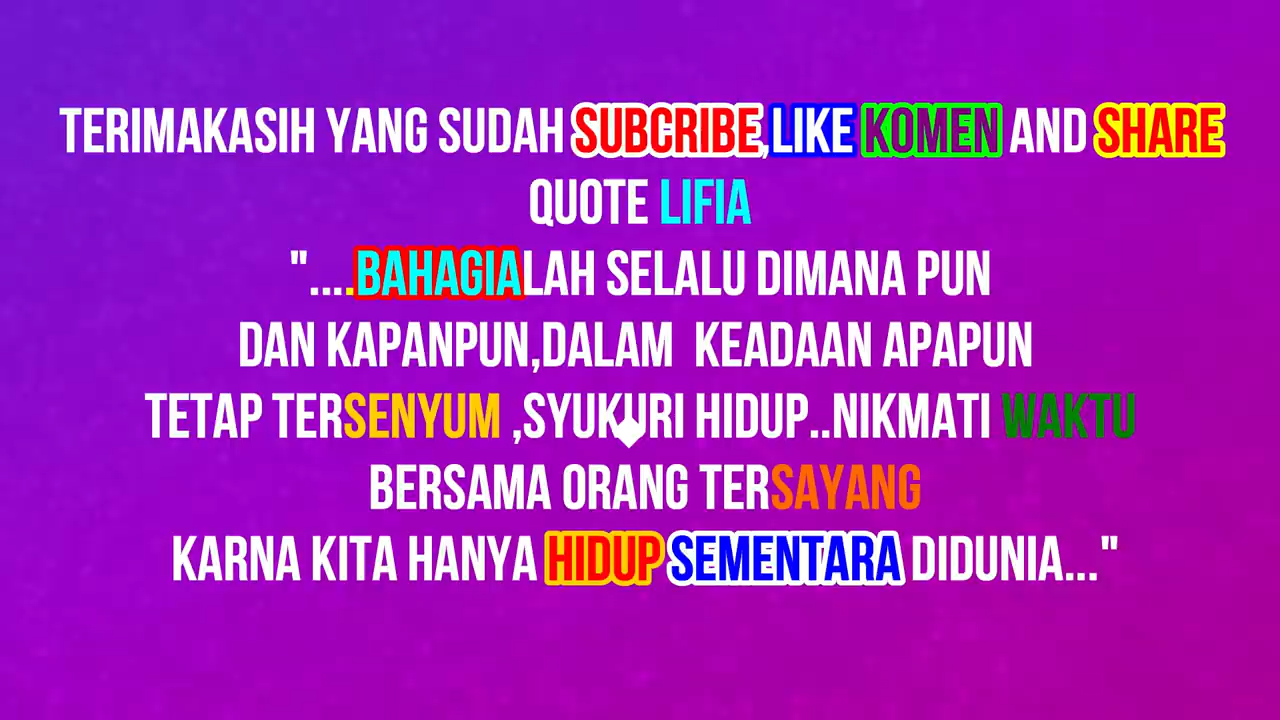 TERIMAKASIH YANG SUDAH SUBCRIBE,LIKE KOMEN AND SHARE
QUOTE LIFIA
"....BAHAGIALAH SELALU DIMANA PUN
DAN KAPANPUN,DALAM  KEADAAN APAPUN
TETAP TERSENYUM ,SYUKURI HIDUP..NIKMATI WAKTU
BERSAMA ORANG TERSAYANG
KARNA KITA HANYA HIDUP SEMENTARA DIDUNIA..."